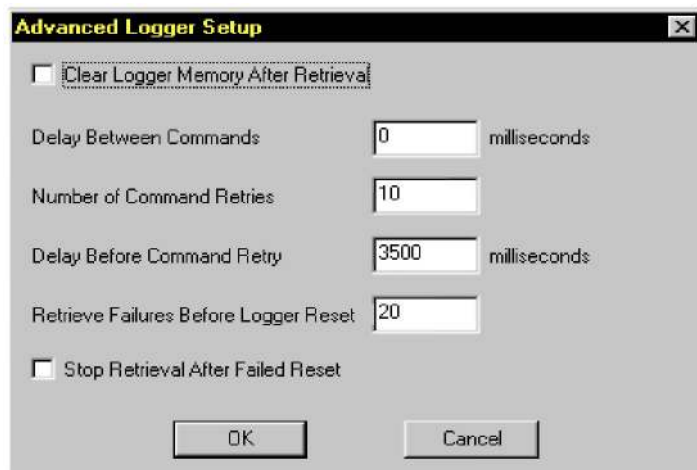 Advanced Logger Setup
Clear Logger Memory After Retrieval
Delay Between Commands 0 milliseconds
Number of Command Retries 10
Delay Before Command Retry 3500 milliseconds
Retrieve Failures Before Logger Reset 20
Stop Retrieval After Failed Reset
OK Cancel